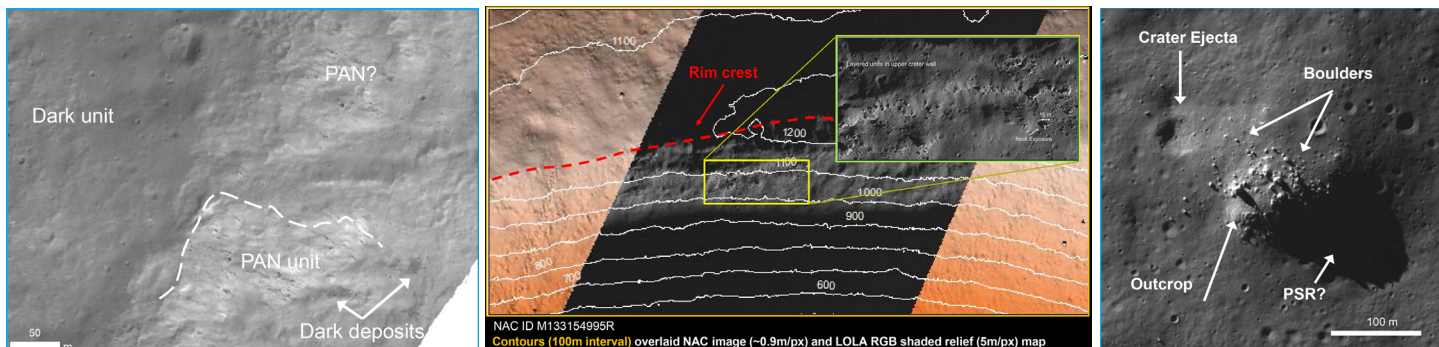 PAN?
Dark unit
PAN unit
Dark deposits
50
m
1100
Rim crest
1200
1100
1000
900
800
700
600
Layered units in upper crater wall
15 m
Rock Exposure
NAC ID M133154995R
Contours (100m interval) overlaid NAC image (~0.9m/px) and LOLA RGB shaded relief (5m/px) map
Crater Ejecta
Boulders
Outcrop
PSR?
100 m